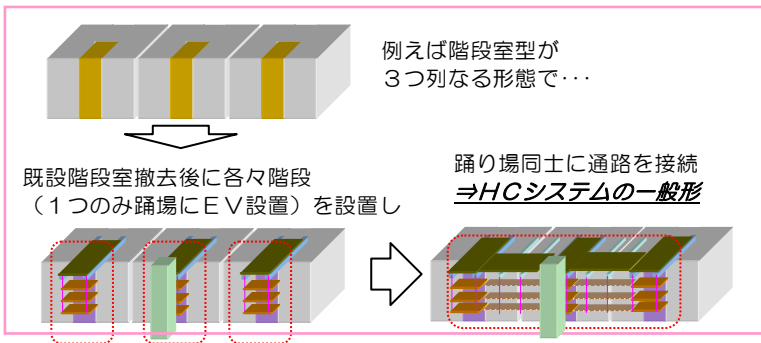 例えば階段室型が
３つ列なる形態で･･･
既設階段室撤去後に各々階段
（１つのみ踊場にＥＶ設置）を設置し
踊り場同士に通路を接続
⇒ＨＣシステムの一般形